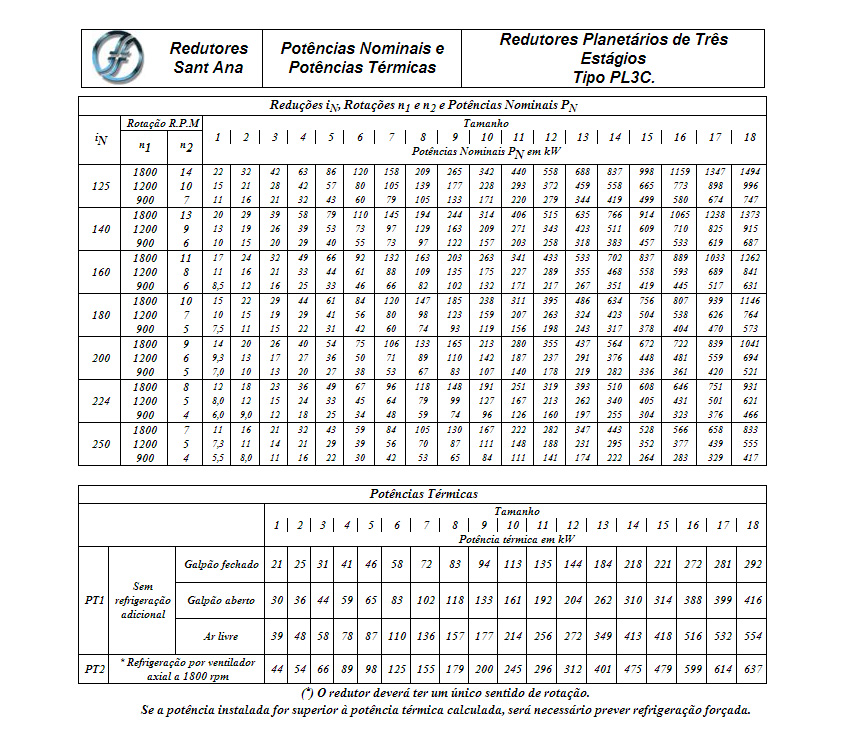 Redutores
Sant Ana
Potências Nominais e
Potências Térmicas
Redutores Planetários de Três
Estágios
Tipo PL3C.
Reduções iN, Rotações n1 e n2 e Potências Nominais PN
iN Rotação R.P.M Tamanho
n1 n2 1 2 3 4 5 6 7 8 9 10 11 12 13 14 15 16 17 18
Potências Nominais PN em kW
125 1800 14 22 32 42 63 86 120 158 209 265 342 440 558 688 837 998 1159 1347 1494
1200 10 15 21 28 42 57 80 105 139 177 228 293 372 459 558 665 773 898 996
900 7 11 16 21 32 43 60 79 105 133 171 220 279 344 419 499 580 674 747
140 1800 13 20 29 39 58 79 110 145 194 244 314 406 515 635 766 914 1065 1238 1373
1200 9 13 19 26 39 53 73 97 129 163 209 271 343 423 511 609 710 825 915
900 6 10 15 20 29 40 55 73 97 122 157 203 258 318 383 457 533 619 687
160 1800 11 17 24 32 49 66 92 132 163 203 263 341 433 533 702 837 889 1033 1262
1200 8 11 16 21 33 44 61 88 109 135 175 227 289 355 468 558 593 689 841
900 6 8,5 12 16 25 33 46 66 82 102 132 171 217 267 351 419 445 517 631
180 1800 10 15 22 29 44 61 84 120 147 185 238 311 395 486 634 756 807 939 1146
1200 7 10 15 19 29 41 56 80 98 123 159 207 263 324 423 504 538 626 764
900 5 7,5 11 15 22 31 42 60 74 93 119 156 198 243 317 378 404 470 573
200 1800 9 14 20 26 40 54 75 106 133 165 213 280 355 437 564 672 722 839 1041
1200 6 9,3 13 17 27 36 50 71 89 110 142 187 237 291 376 448 481 559 694
900 5 7,0 10 13 20 27 38 53 67 83 107 140 178 219 282 336 361 420 521
224 1800 8 12 18 23 36 49 67 96 118 148 191 251 319 393 510 608 646 751 931
1200 5 8,0 12 15 24 33 45 64 79 99 127 167 213 262 340 405 431 501 621
900 4 6,0 9,0 12 18 25 34 48 59 74 96 126 160 197 255 304 323 376 466
250 1800 7 11 16 21 32 43 59 84 105 130 167 222 282 347 443 528 566 658 833
1200 5 7,3 11 14 21 29 39 56 70 87 111 148 188 231 295 352 377 439 555
900 4 5,5 8,0 11 16 22 30 42 53 65 84 111 141 174 222 264 283 329 417
Potências Térmicas
Tamanho
1 2 3 4 5 6 7 8 9 10 11 12 13 14 15 16 17 18
Potência térmica em kW
PT1 Sem refrigeração adicional Galpão fechado 21 25 31 41 46 58 72 83 94 113 135 144 184 218 221 272 281 292
Galpão aberto 30 36 44 59 65 83 102 118 133 161 192 204 262 310 314 388 399 416
Ar livre 39 48 58 78 87 110 136 157 177 214 256 272 349 413 418 516 532 554
PT2 * Refrigeração por ventilador axial a 1800 rpm 44 54 66 89 98 125 155 179 200 245 296 312 401 475 479 599 614 637
(*) O redutor deverá ter um único sentido de rotação.
Se a potência instalada for superior à potência térmica calculada, será necessário prever refrigeração forçada.